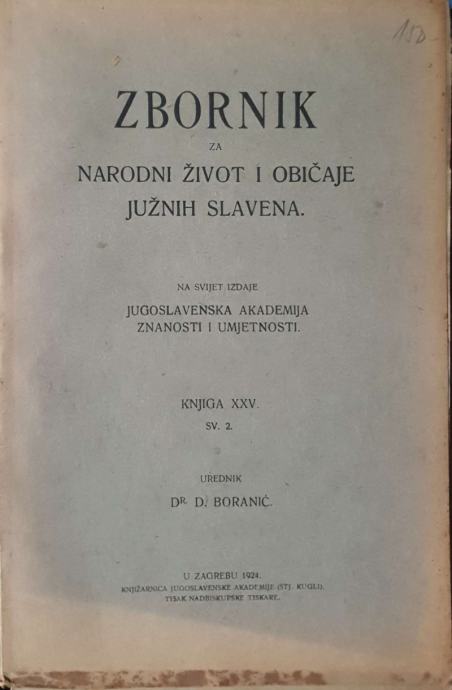 150
ZBORNIK
ZA
NARODNI ŽIVOT I OBIČAJE
JUŽNIH SLAVENA.
NA SVIJET IZDAJE
JUGOSLAVENSKA AKADEMIJA
ZNANOSTI I UMJETNOSTI.
KNJIGA XXV.
SV. 2.
UREDNIK
DR. D. BORANIĆ.
U ZAGREBU 1924.
KNJIŽARNICA JUGOSLAVENSKE AKADEMIJE (STJ. KUGLI).
TISAK NADBISKUPSKE TISKARE.